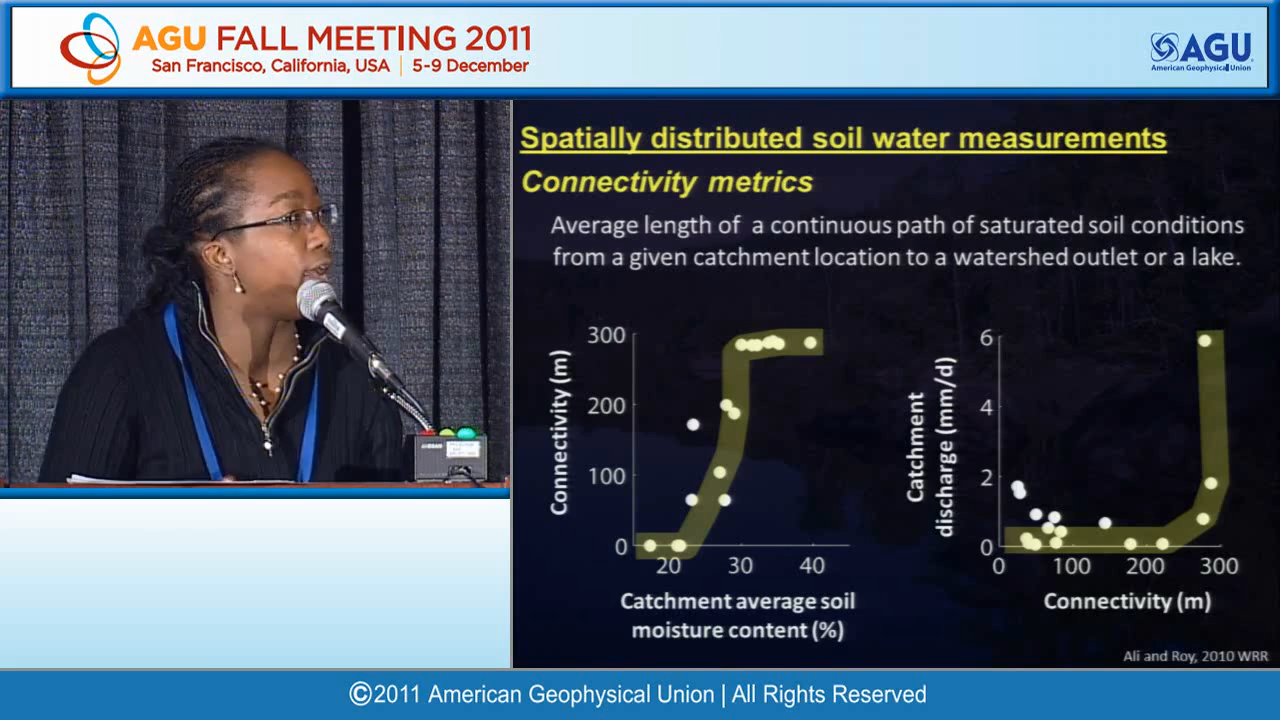 AGU FALL MEETING 2011
San Francisco, California, USA | 5-9 December
AGU
American Geophysical Union
Spatially distributed soil water measurements
Connectivity metrics
Average length of a continuous path of saturated soil conditions
from a given catchment location to a watershed outlet or a lake.
Connectivity (m)
300
200
100
0
20 30 40
Catchment average soil
moisture content (%)
Catchment
discharge (mm/d)
6
4
2
0
0 100 200 300
Connectivity (m)
Ali and Roy, 2010 WRR
©2011 American Geophysical Union | All Rights Reserved